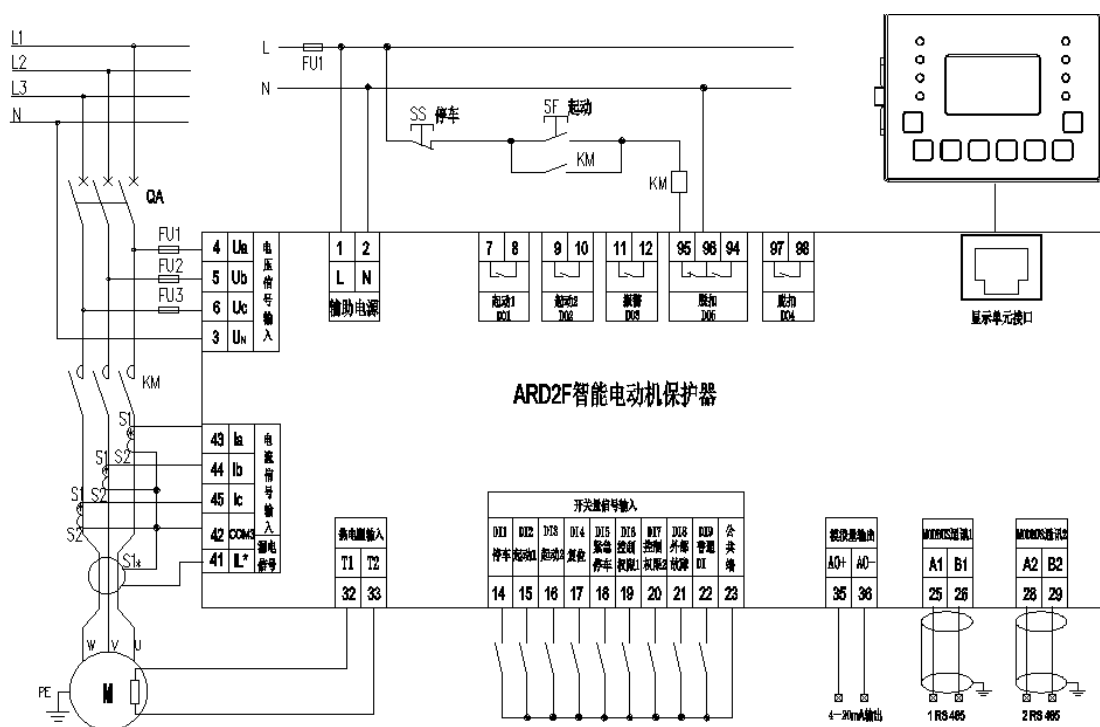 L1
L2
L3
N
L
FU1
N
SS 停车
SF 起动
KM
KM
QA
FU1
FU2
FU3
4 Ua
5 Ub
6 Uc
3 UN
电压信号输入
1 2
L N
辅助电源
7 8
起动1
DO1
9 10
起动2
DO2
11 12
报警
DO3
95 96 94
脱扣
DO5
97 98
脱扣
DO4
显示单元接口
KM
ARD2F智能电动机保护器
S1
S2
S1
S2
S1
S2
43 Ia
44 Ib
45 Ic
42 COM3
41 IL*
电流信号输入
漏电信号
S1*
W V U
M
PE
热电阻输入
T1 T2
32 33
开关量信号输入
DI1 停车
DI2 起动1
DI3 起动2
DI4 复位
DI5 紧急停车
DI6 控制权限1
DI7 控制权限2
DI8 外部故障
DI9 普通DI
公共端
14 15 16 17 18 19 20 21 22 23
模拟量输出
AO+ AO-
35 36
4-20mA输出
MODBUS通讯1
A1 B1
25 26
1 RS 485
MODBUS通讯2
A2 B2
28 29
2 RS 485